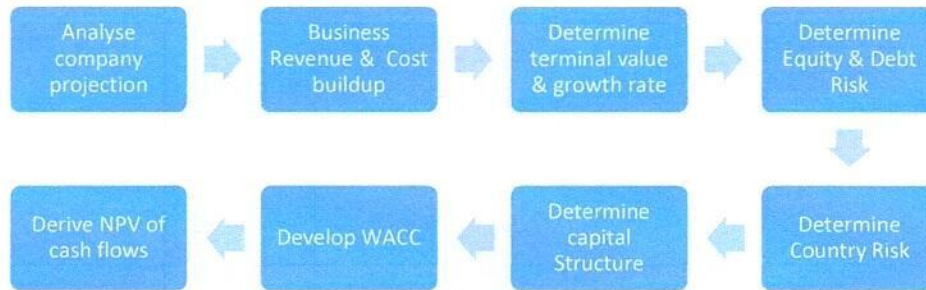 Analyse
company
projection
Business
Revenue & Cost
buildup
Determine
terminal value
& growth rate
Determine
Equity & Debt
Risk
Determine
Country Risk
Determine
capital
Structure
Develop WACC
Derive NPV of
cash flows